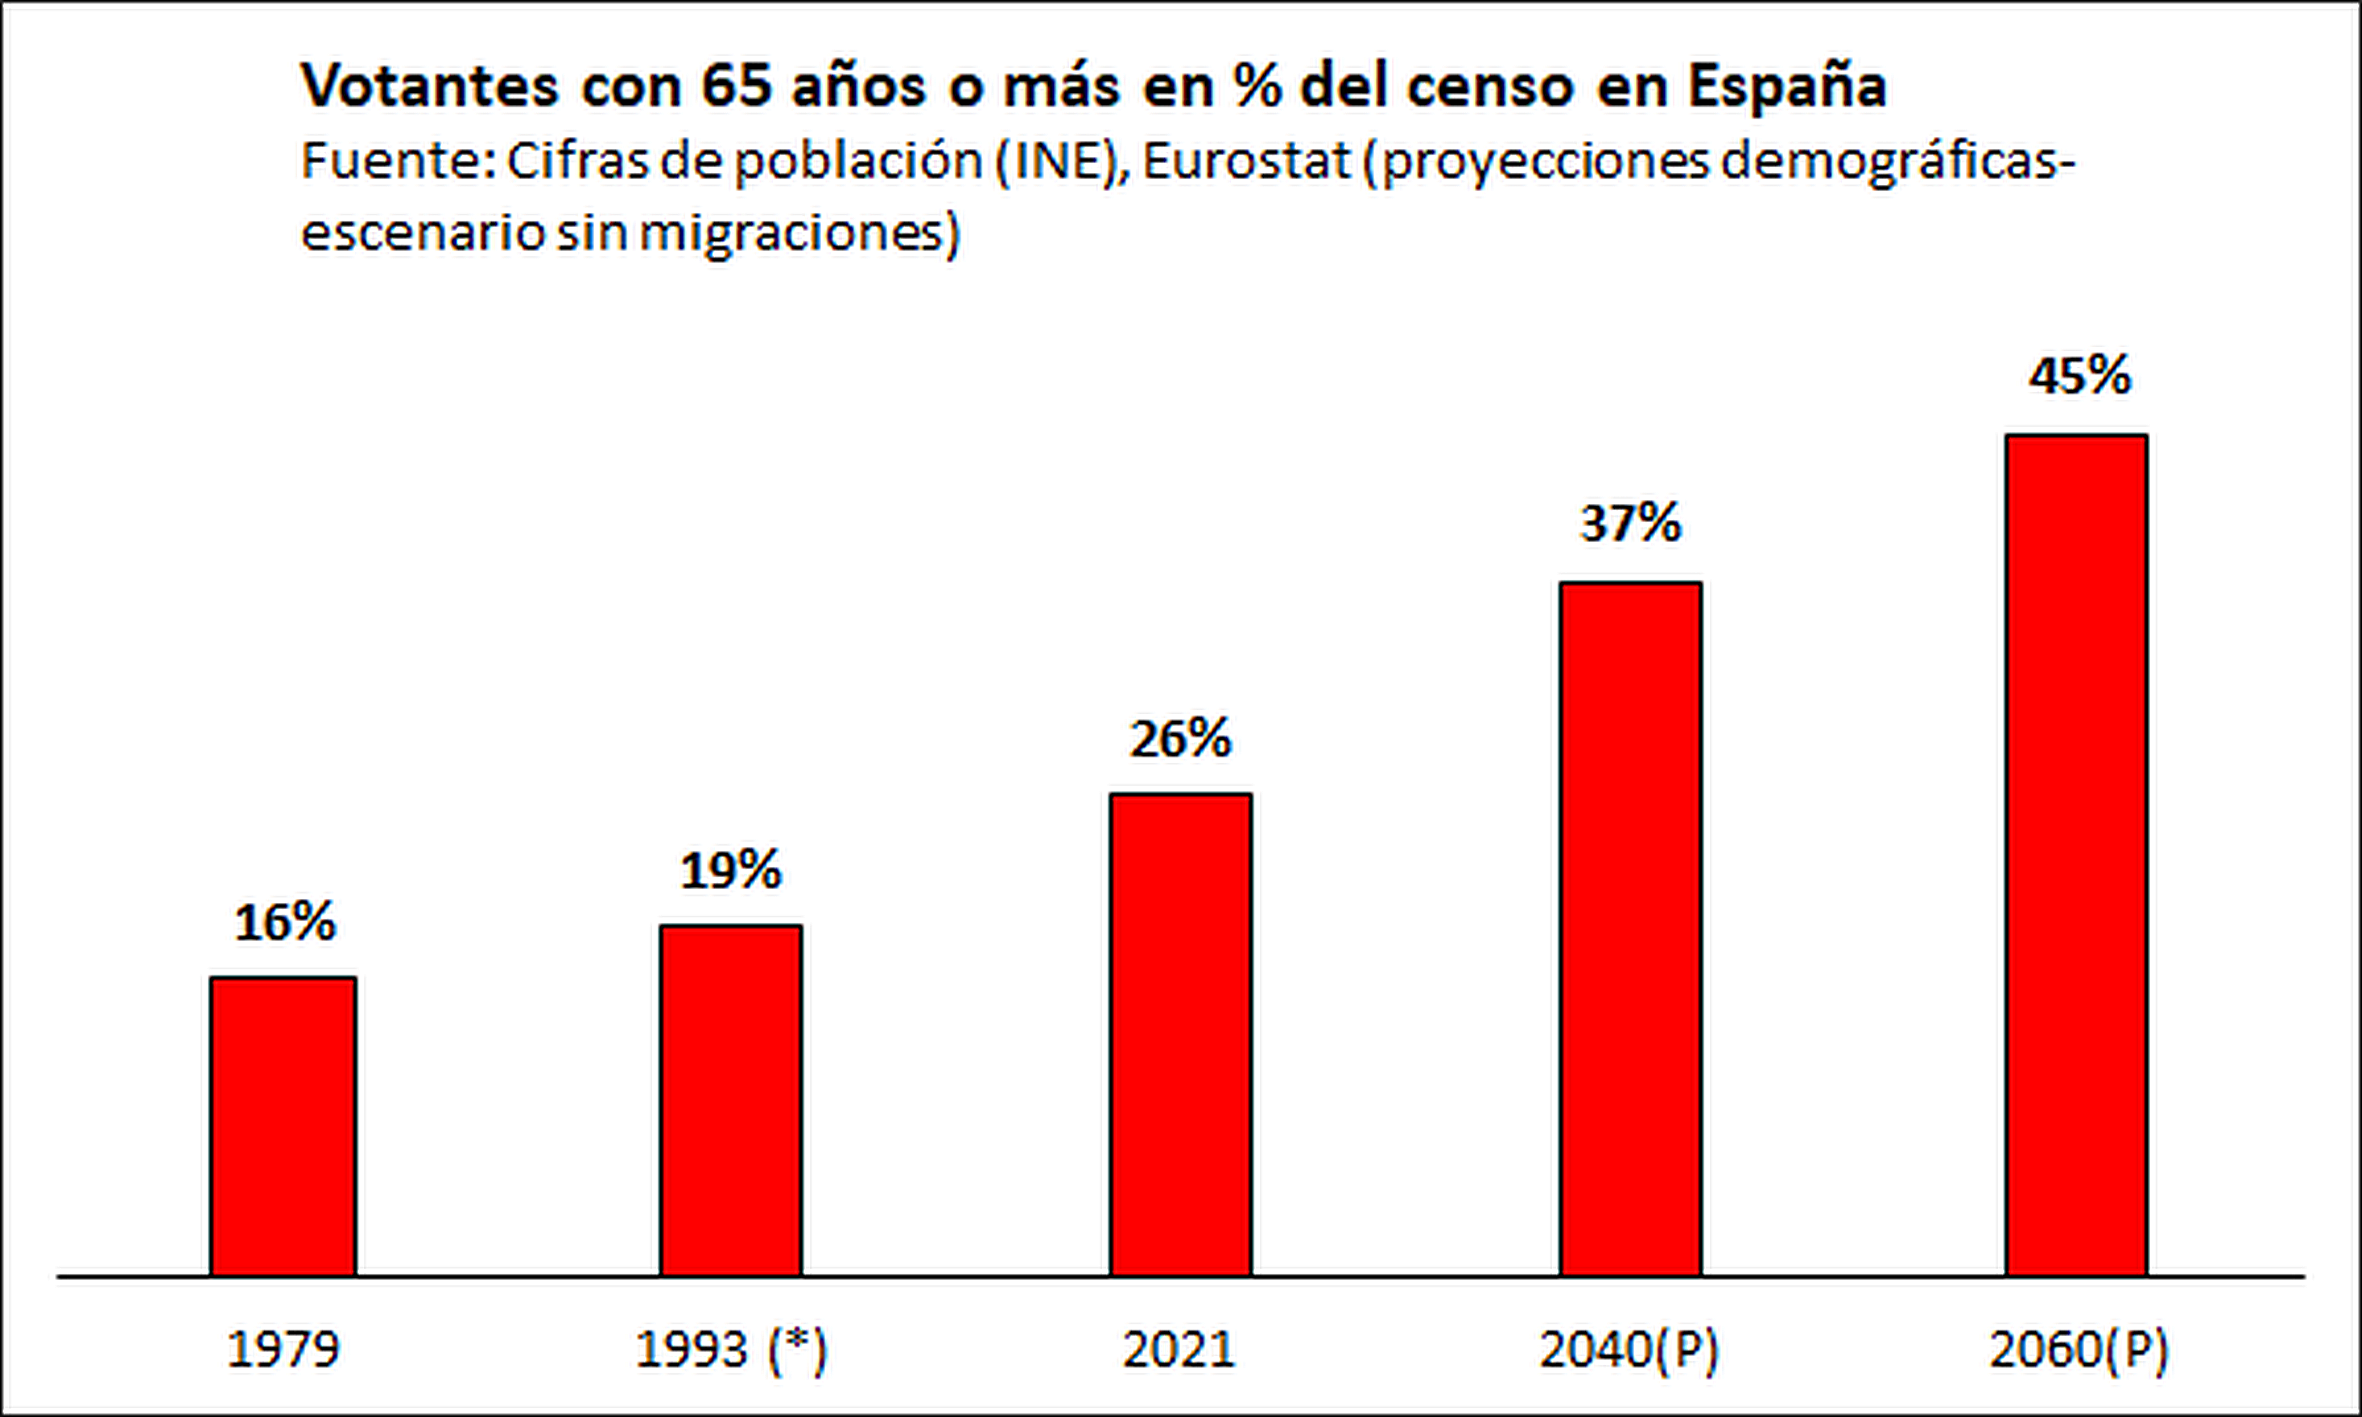 Votantes con 65 años o más en % del censo en España
Fuente: Cifras de población (INE), Eurostat (proyecciones demográficas-
escenario sin migraciones)
45%
37%
26%
19%
16%
1979 1993 (*) 2021 2040(P) 2060(P)